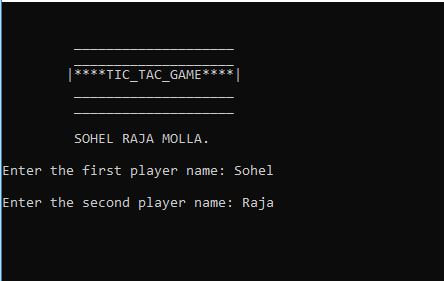 ____________________
____________________
|****TIC_TAC_GAME****|
____________________
____________________
SOHEL RAJA MOLLA.
Enter the first player name: Sohel
Enter the second player name: Raja